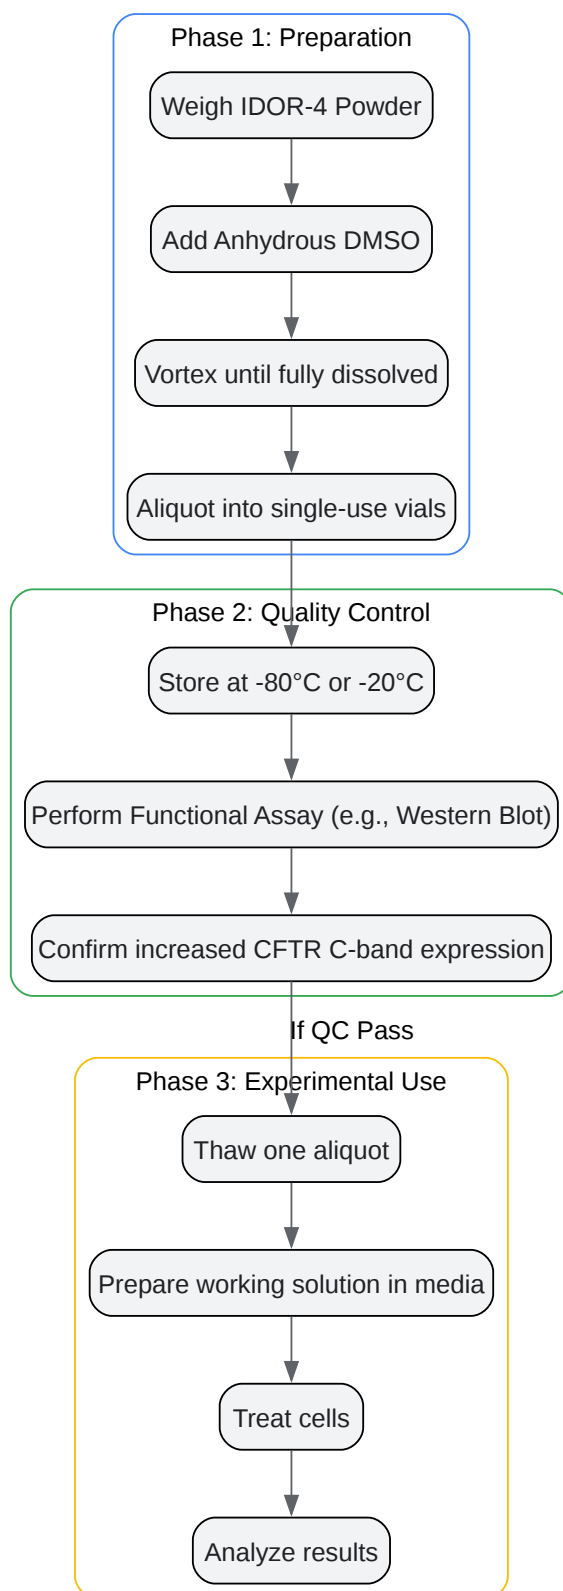 Phase 1: Preparation
Weigh IDOR-4 Powder
Add Anhydrous DMSO
Vortex until fully dissolved
Aliquot into single-use vials
Phase 2: Quality Control
Store at -80°C or -20°C
Perform Functional Assay (e.g., Western Blot)
Confirm increased CFTR C-band expression
If QC Pass
Phase 3: Experimental Use
Thaw one aliquot
Prepare working solution in media
Treat cells
Analyze results